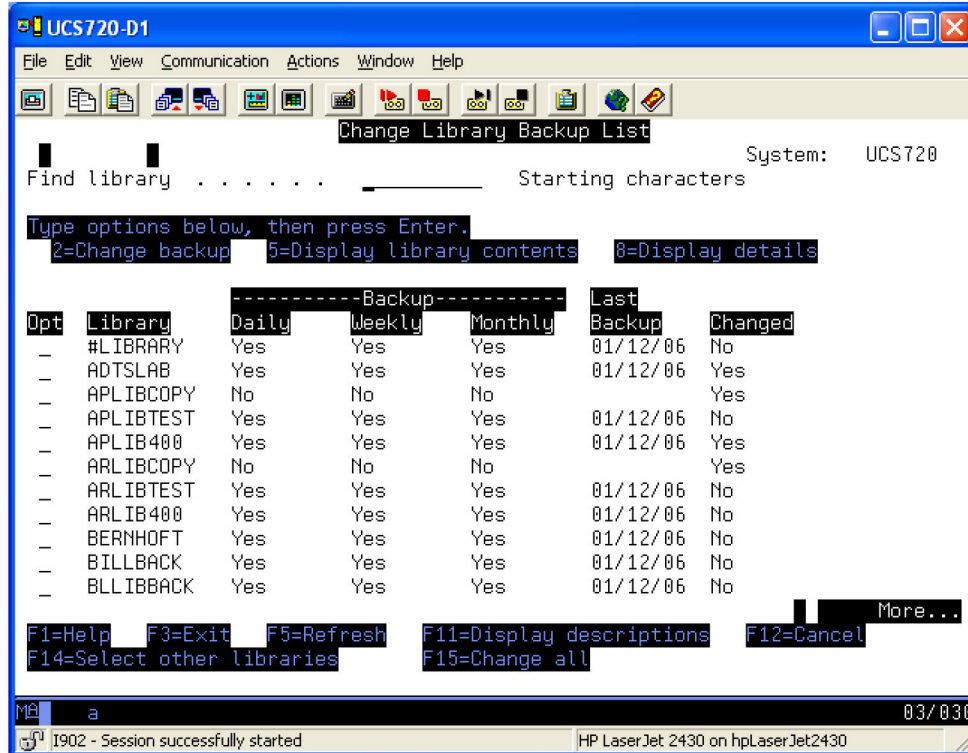 UCS720-D1
File Edit View Communication Actions Window Help
Change Library Backup List
System: UCS720
Find library . . . . . . _ Starting characters
Type options below, then press Enter.
2=Change backup 5=Display library contents 8=Display details
-----------Backup----------- Last
Opt Library Daily Weekly Monthly Backup Changed
_ #LIBRARY Yes Yes Yes 01/12/06 No
_ ADTSLAB Yes Yes Yes 01/12/06 Yes
_ APLIBCOPY No No No Yes
_ APLIBTEST Yes Yes Yes 01/12/06 No
_ APLIB400 Yes Yes Yes 01/12/06 Yes
_ ARLIBCOPY No No No Yes
_ ARLIBTEST Yes Yes Yes 01/12/06 No
_ ARLIB400 Yes Yes Yes 01/12/06 No
_ BERNHOFT Yes Yes Yes 01/12/06 No
_ BILLBACK Yes Yes Yes 01/12/06 No
_ BLLIBBACK Yes Yes Yes 01/12/06 No
More...
F1=Help F3=Exit F5=Refresh F11=Display descriptions F12=Cancel
F14=Select other libraries F15=Change all
MA a 03/030
I902 - Session successfully started HP LaserJet 2430 on hpLaserJet2430